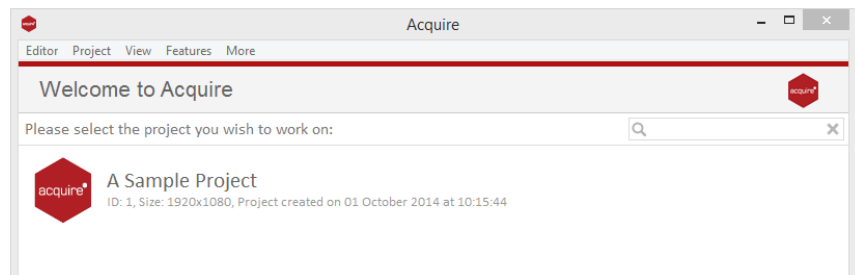 Acquire
Editor Project View Features More
Welcome to Acquire
acquire
Please select the project you wish to work on:
acquire
A Sample Project
ID: 1, Size: 1920x1080, Project created on 01 October 2014 at 10:15:44